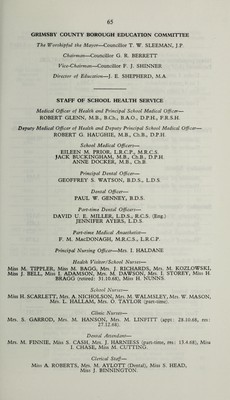 65
GRIMSBY COUNTY BOROUGH EDUCATION COMMITTEE
The Worshipful the Mayor—Councillor T. W. SLEEMAN, J.P.
Chairman—Councillor G. R. BERRETT
Vice-Chairman—Councillor F. J. SHINNER
Director of Education—J. E. SHEPHERD, M.A.
STAFF OF SCHOOL HEALTH SERVICE
Medical Officer of Health and Principal School Medical Officer—
ROBERT GLENN, M.B., B.Ch., B.A.O., D.P.H., F.R.S.H.
Deputy Medical Officer of Health and Deputy Principal School Medical Officer—
ROBERT G. HAUGHIE, M.B., Ch.B., D.P.H.
School Medical Officers—
EILEEN M. PRIOR, L.R.C.P., M.R.C.S.
JACK BUCKINGHAM, M.B., Ch.B., D.P.H.
ANNE DOCKER, M.B., Ch.B.
Principal Dental Officer—
GEOFFREY S. WATSON, B.D.S., L.D.S.
Dental Officer—
PAUL W. GENNEY, B.D.S.
Part-time Dental Officers—
DAVID U. E. MILLER, L.D.S., R.C.S. (Eng.)
JENNIFER AYERS, L.D.S.
Part-time Medical Anaesthetist—
F. M. MacDONAGH, M.R.C.S., L.R.C.P.
Principal Nursing Officer—Mrs. I. HALDANE
Health Visitor/School Nurses—
Miss M. TIPPLER, Miss M. BAGG, Mrs. J. RICHARDS, Mrs. M. KOZLOWSKI,
Miss J. BELL, Miss I. ADAMSON, Mrs. M. DAWSON, Mrs. J. STOREY, Miss H.
BRAGG (retired: 31.10.68), Miss H. NUNNS.
School Nurses—
Miss H. SCARLETT, Mrs. A. NICHOLSON, Mrs. M. WALMSLEY, Mrs. W. MASON,
Mrs. L. HALLAM, Mrs. O. TAYLOR (part-time).
Clinic Nurses—
Mrs. S. GARROD, Mrs. M. HANSON, Mrs. M. LINFITT (appt: 28.10.68, res:
27.12.68).
Dental Attendant—
Mrs. M. FINNIE, Miss S. CASH, Mrs. J. HARNIESS (part-time, res: 15.4.68), Miss
J. CHASE, Miss M. CUTTING.
Clerical Staff—
Miss A. ROBERTS, Mrs. M. AYLOTT (Dental), Miss S. HEAD,
Miss J. BINNINGTON.